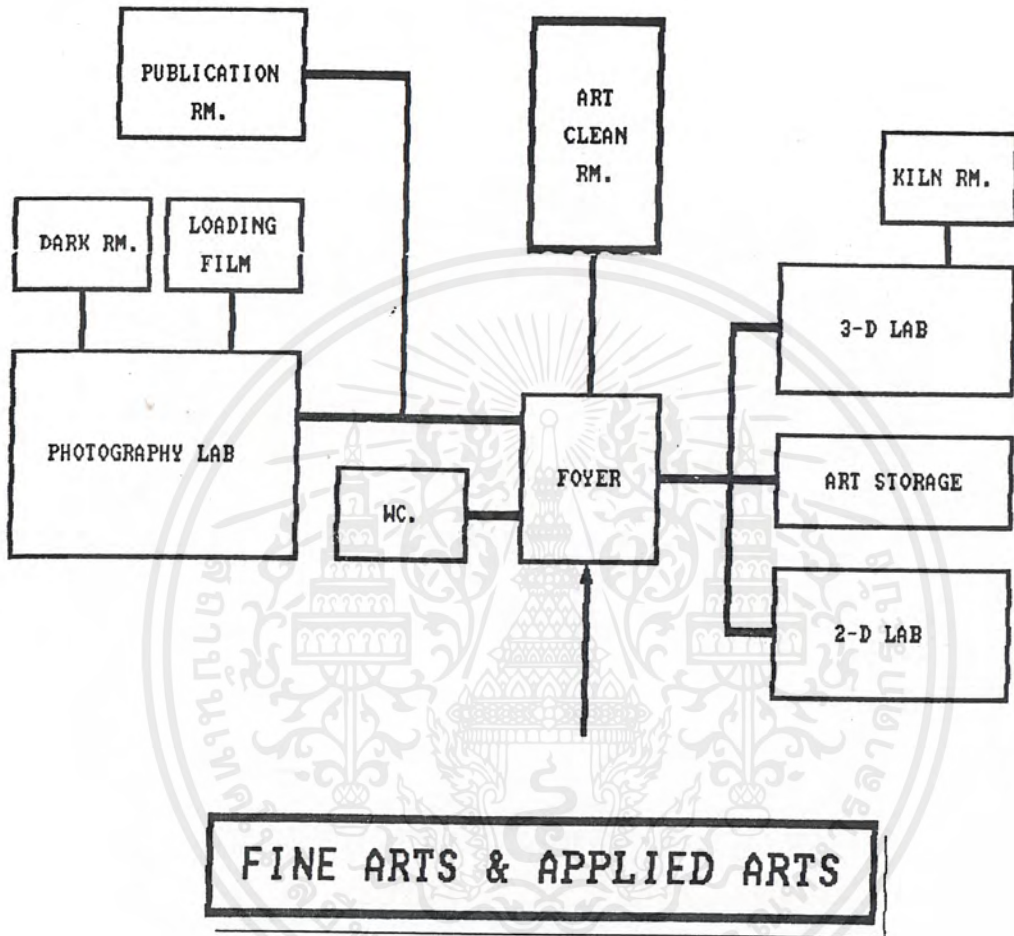 PUBLICATION
RM.
ART
CLEAN
RM.
KILN RM.
DARK RM.
LOADING
FILM
3-D LAB
PHOTOGRAPHY LAB
FOYER
ART STORAGE
WC.
2-D LAB
FINE ARTS & APPLIED ARTS